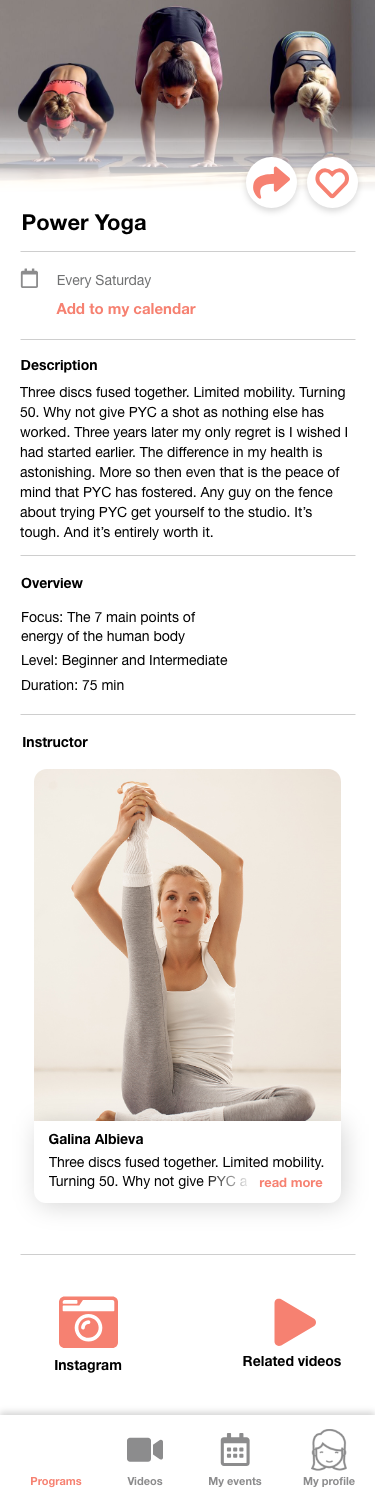 Power Yoga
Every Saturday
Add to my calendar
Description
Three discs fused together. Limited mobility. Turning
50. Why not give PYC a shot as nothing else has
worked. Three years later my only regret is I wished I
had started earlier. The difference in my health is
astonishing. More so then even that is the peace of
mind that PYC has fostered. Any guy on the fence
about trying PYC get yourself to the studio. It’s
tough. And it’s entirely worth it.
Overview
Focus: The 7 main points of
energy of the human body
Level: Beginner and Intermediate
Duration: 75 min
Instructor
Galina Albieva
Three discs fused together. Limited mobility.
Turning 50. Why not give PYC a read more
Instagram
Related videos
Programs
Videos
My events
My profile